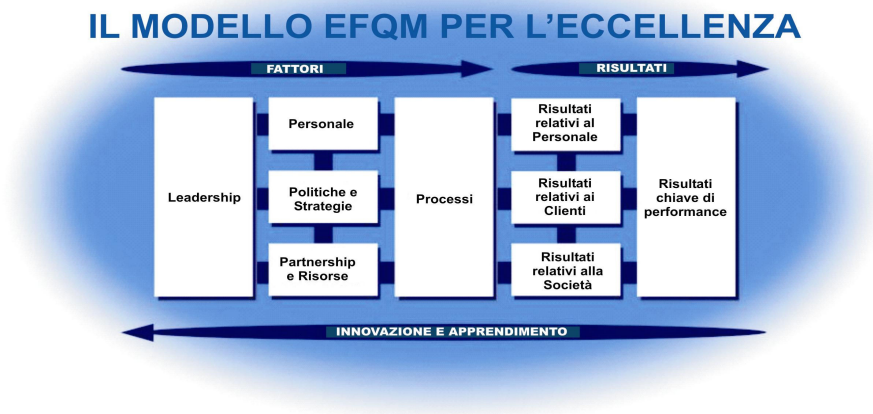 IL MODELLO EFQM PER L'ECCELLENZA
FATTORI
RISULTATI
Leadership
Personale
Politiche e
Strategie
Partnership
e Risorse
Processi
Risultati
relativi al
Personale
Risultati
relativi ai
Clienti
Risultati
relativi alla
Società
Risultati
chiave di
performance
INNOVAZIONE E APPRENDIMENTO